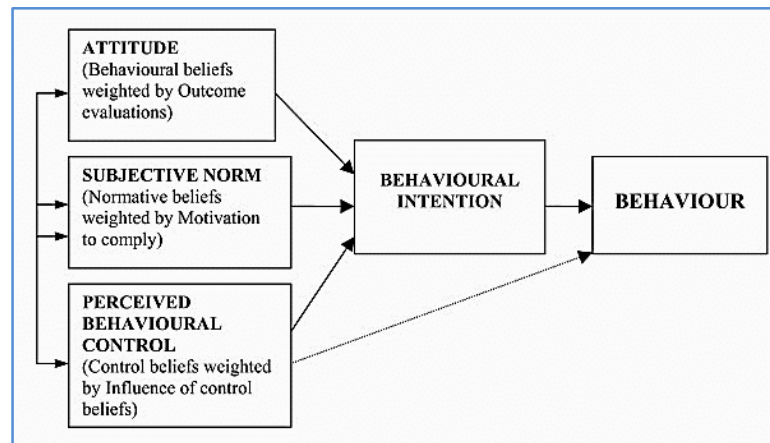 ATTITUDE
(Behavioural beliefs
weighted by Outcome
evaluations)
SUBJECTIVE NORM
(Normative beliefs
weighted by Motivation
to comply)
PERCEIVED
BEHAVIOURAL
CONTROL
(Control beliefs weighted
by Influence of control
beliefs)
BEHAVIOURAL
INTENTION
BEHAVIOUR